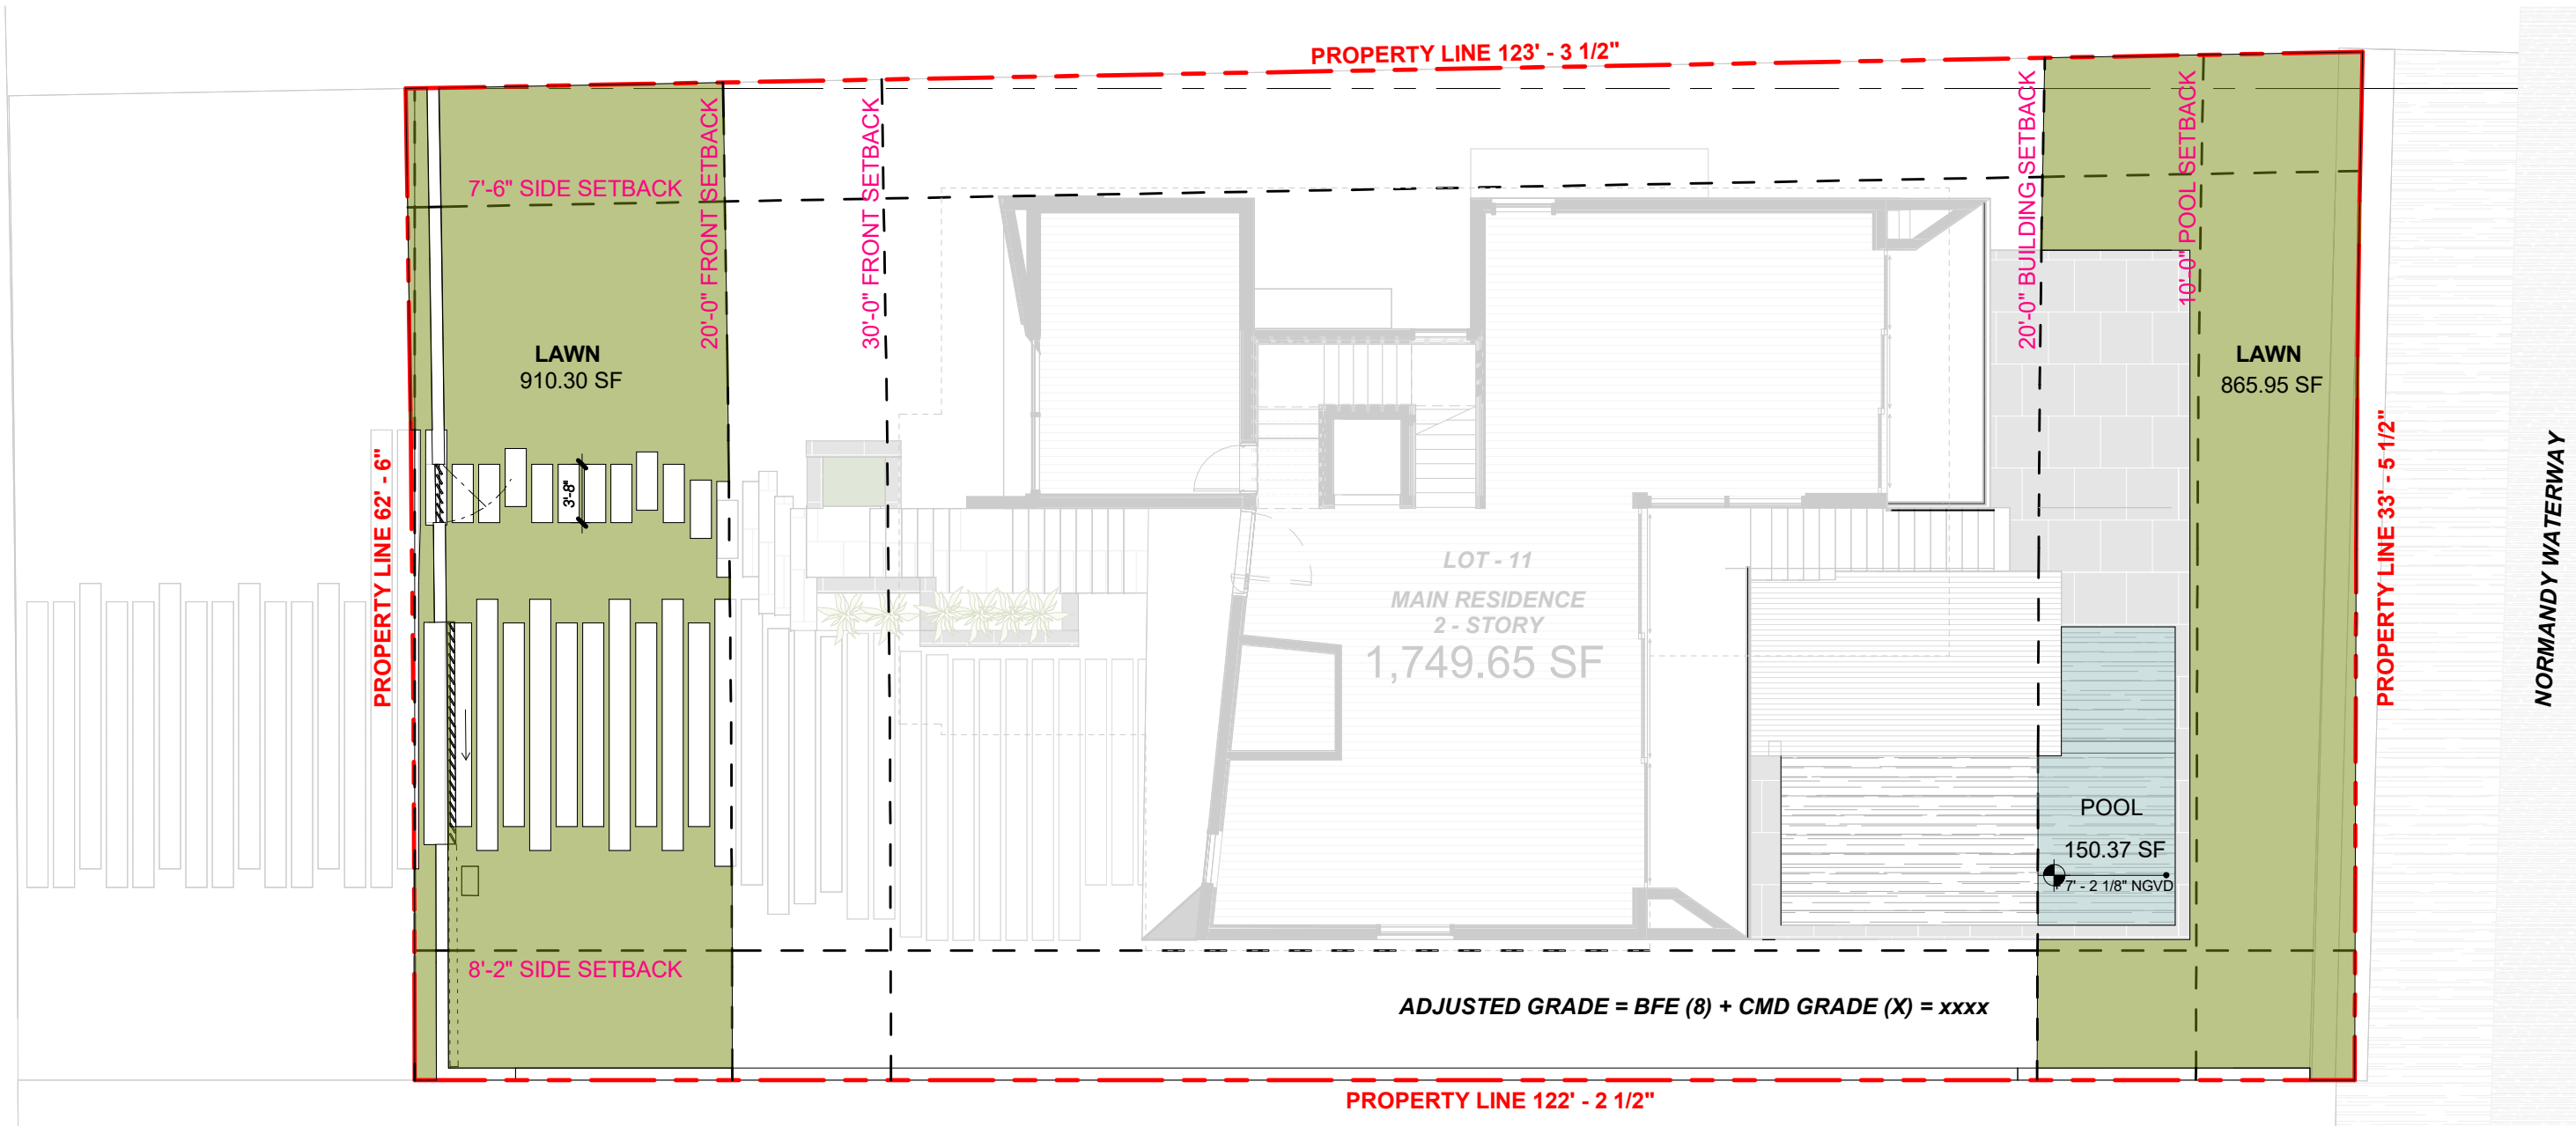 PROPERTY LINE 123' - 3 1/2"
7'-6" SIDE SETBACK
20'-0" FRONT SETBACK
30'-0" FRONT SETBACK
20'-0" BUILDING SETBACK
10'-0" POOL SETBACK
LAWN
910.30 SF
LAWN
865.95 SF
PROPERTY LINE 62' - 6"
3'-8"
LOT - 11
MAIN RESIDENCE
2 - STORY
1,749.65 SF
PROPERTY LINE 33' - 5 1/2"
NORMANDY WATERWAY
POOL
150.37 SF
7' - 2 1/8" NGVD
8'-2" SIDE SETBACK
ADJUSTED GRADE = BFE (8) + CMD GRADE (X) = xxxx
PROPERTY LINE 122' - 2 1/2"